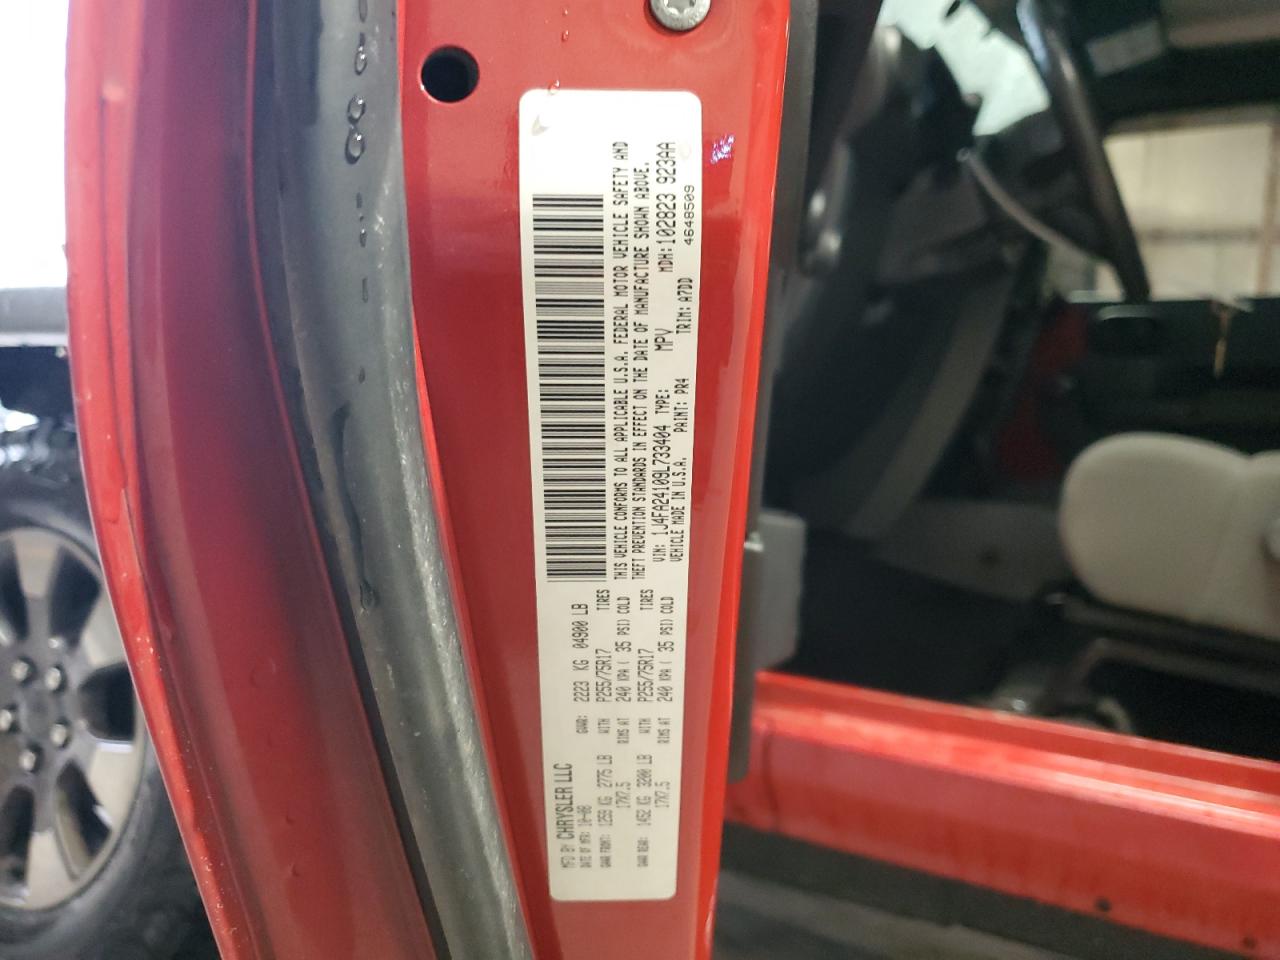 MFD BY CHRYSLER LLC
DATE OF MFR: 10-08 GVWR: 2223 KG 04900 LB
GAWR FRONT: 1259 KG 2775 LB WITH P255/75R17 TIRES
17X7.5 RIMS AT 240 KPA ( 35 PSI) COLD
GAWR REAR: 1452 KG 3200 LB WITH P255/75R17 TIRES
17X7.5 RIMS AT 240 KPA ( 35 PSI) COLD
THIS VEHICLE CONFORMS TO ALL APPLICABLE U.S.A. FEDERAL MOTOR VEHICLE SAFETY AND
THEFT PREVENTION STANDARDS IN EFFECT ON THE DATE OF MANUFACTURE SHOWN ABOVE.
VIN: 1J4FA24109L733404 TYPE: MPV MDH: 102823 923AA
VEHICLE MADE IN U.S.A. PAINT: PR4 TRIM: A7DD 4648509